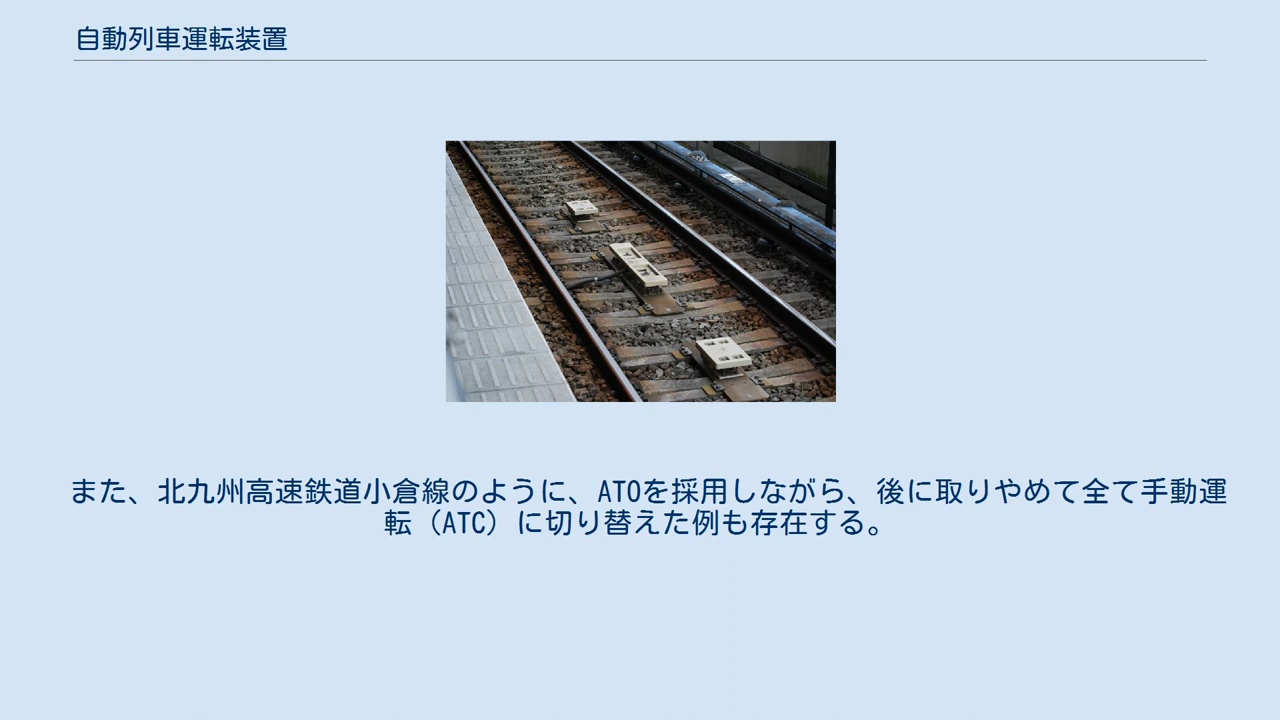 自動列車運転装置
また、北九州高速鉄道小倉線のように、ATOを採用しながら、後に取りやめて全て手動運
転（ATC）に切り替えた例も存在する。